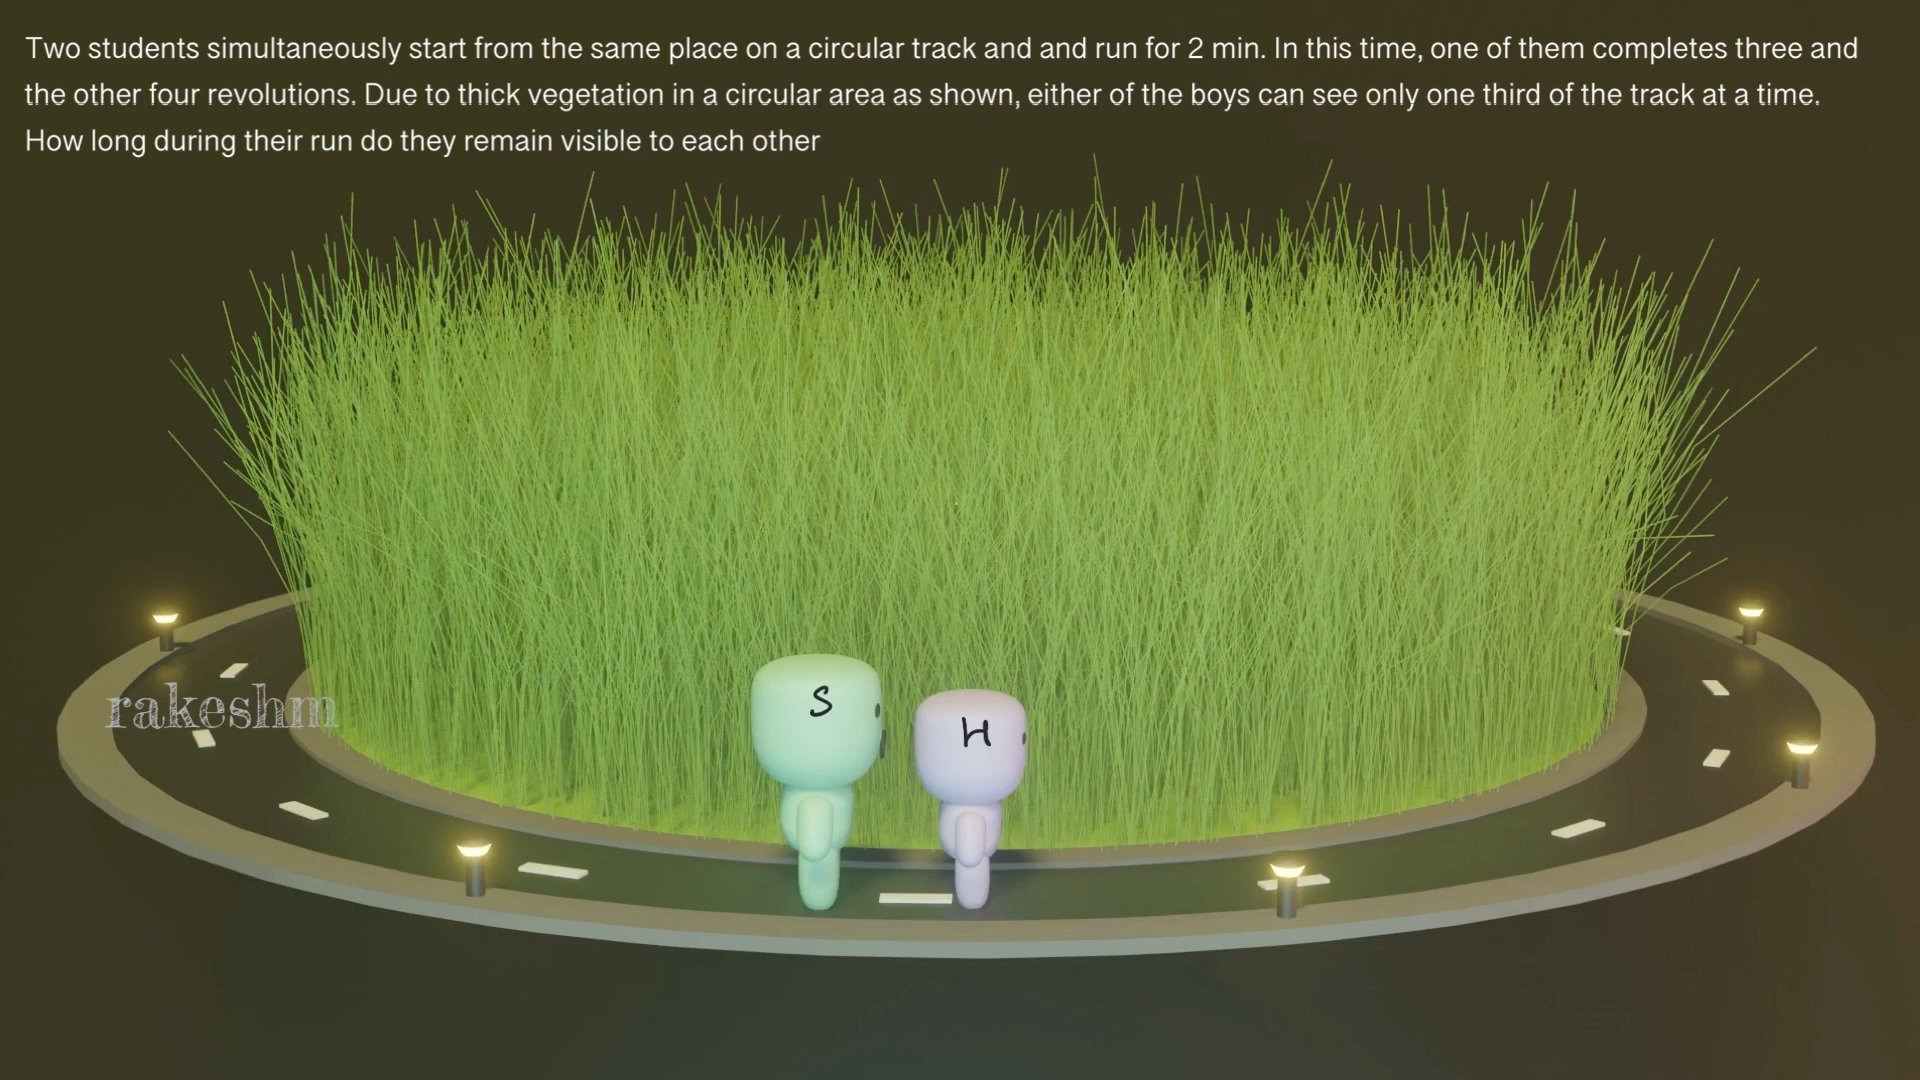 Two students simultaneously start from the same place on a circular track and and run for 2 min. In this time, one of them completes three and
the other four revolutions. Due to thick vegetation in a circular area as shown, either of the boys can see only one third of the track at a time.
How long during their run do they remain visible to each other
S
H
rakeshm